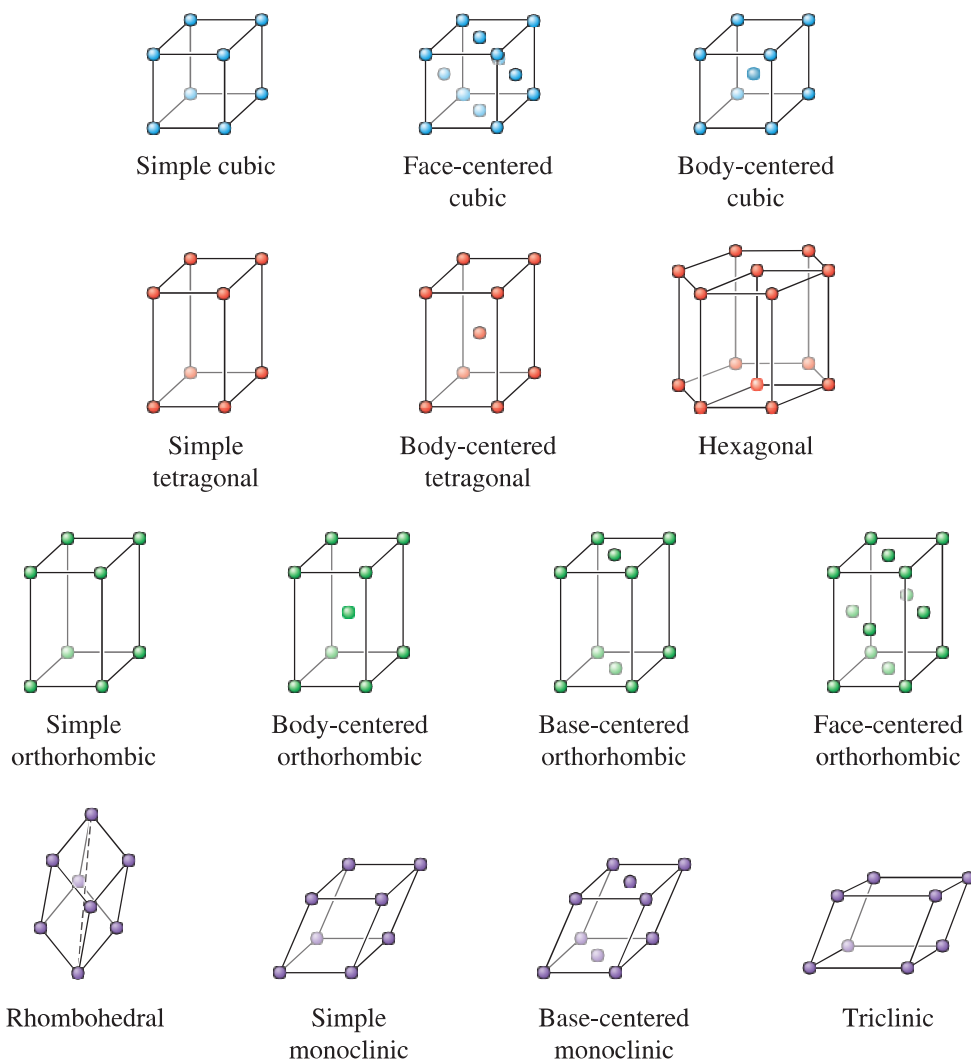 Simple cubic
Face-centered
cubic
Body-centered
cubic
Simple
tetragonal
Body-centered
tetragonal
Hexagonal
Simple
orthorhombic
Body-centered
orthorhombic
Base-centered
orthorhombic
Face-centered
orthorhombic
Rhombohedral
Simple
monoclinic
Base-centered
monoclinic
Triclinic